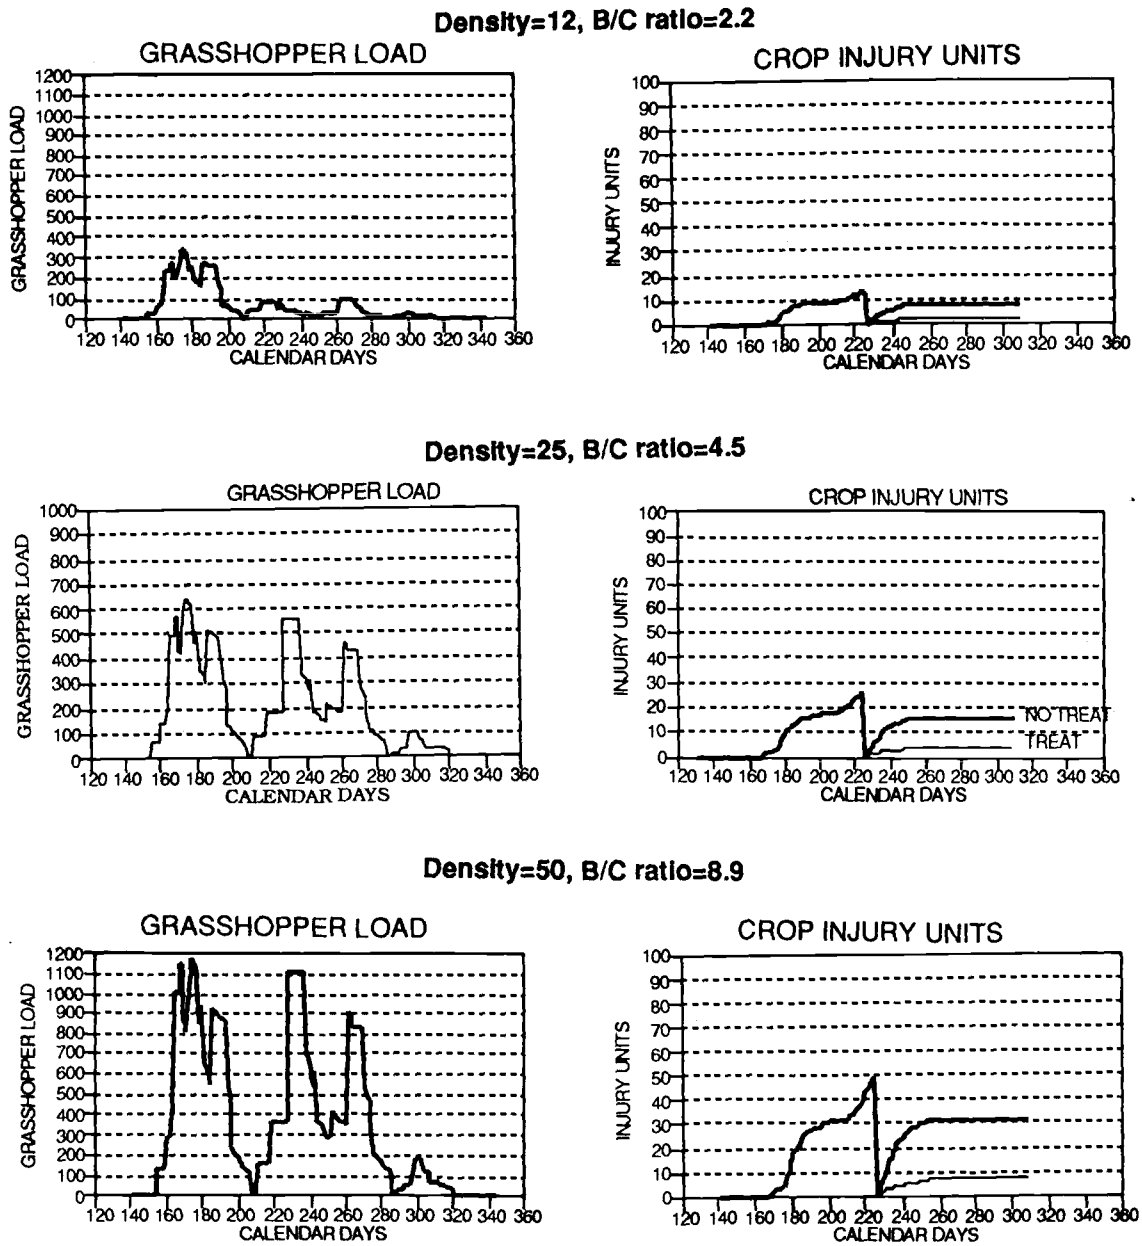 Density=12, B/C ratio=2.2
GRASSHOPPER LOAD
GRASSHOPPER LOAD
1200
1100
1000
900
800
700
600
500
400
300
200
100
0
120 140 160 180 200 220 240 260 280 300 320 340 360
CALENDAR DAYS
CROP INJURY UNITS
INJURY UNITS
100
90
80
70
60
50
40
30
20
10
0
120 140 160 180 200 220 240 260 280 300 320 340 360
CALENDAR DAYS
Density=25, B/C ratio=4.5
GRASSHOPPER LOAD
GRASSHOPPER LOAD
1000
900
800
700
600
500
400
300
200
100
0
120 140 160 180 200 220 240 260 280 300 320 340 360
CALENDAR DAYS
CROP INJURY UNITS
INJURY UNITS
100
90
80
70
60
50
40
30
20
10
0
NO TREAT
TREAT
120 140 160 180 200 220 240 260 280 300 320 340 360
CALENDAR DAYS
Density=50, B/C ratio=8.9
GRASSHOPPER LOAD
GRASSHOPPER LOAD
1200
1100
1000
900
800
700
600
500
400
300
200
100
0
120 140 160 180 200 220 240 260 280 300 320 340 360
CALENDAR DAYS
CROP INJURY UNITS
INJURY UNITS
100
90
80
70
60
50
40
30
20
10
0
120 140 160 180 200 220 240 260 280 300 320 340 360
CALENDAR DAYS